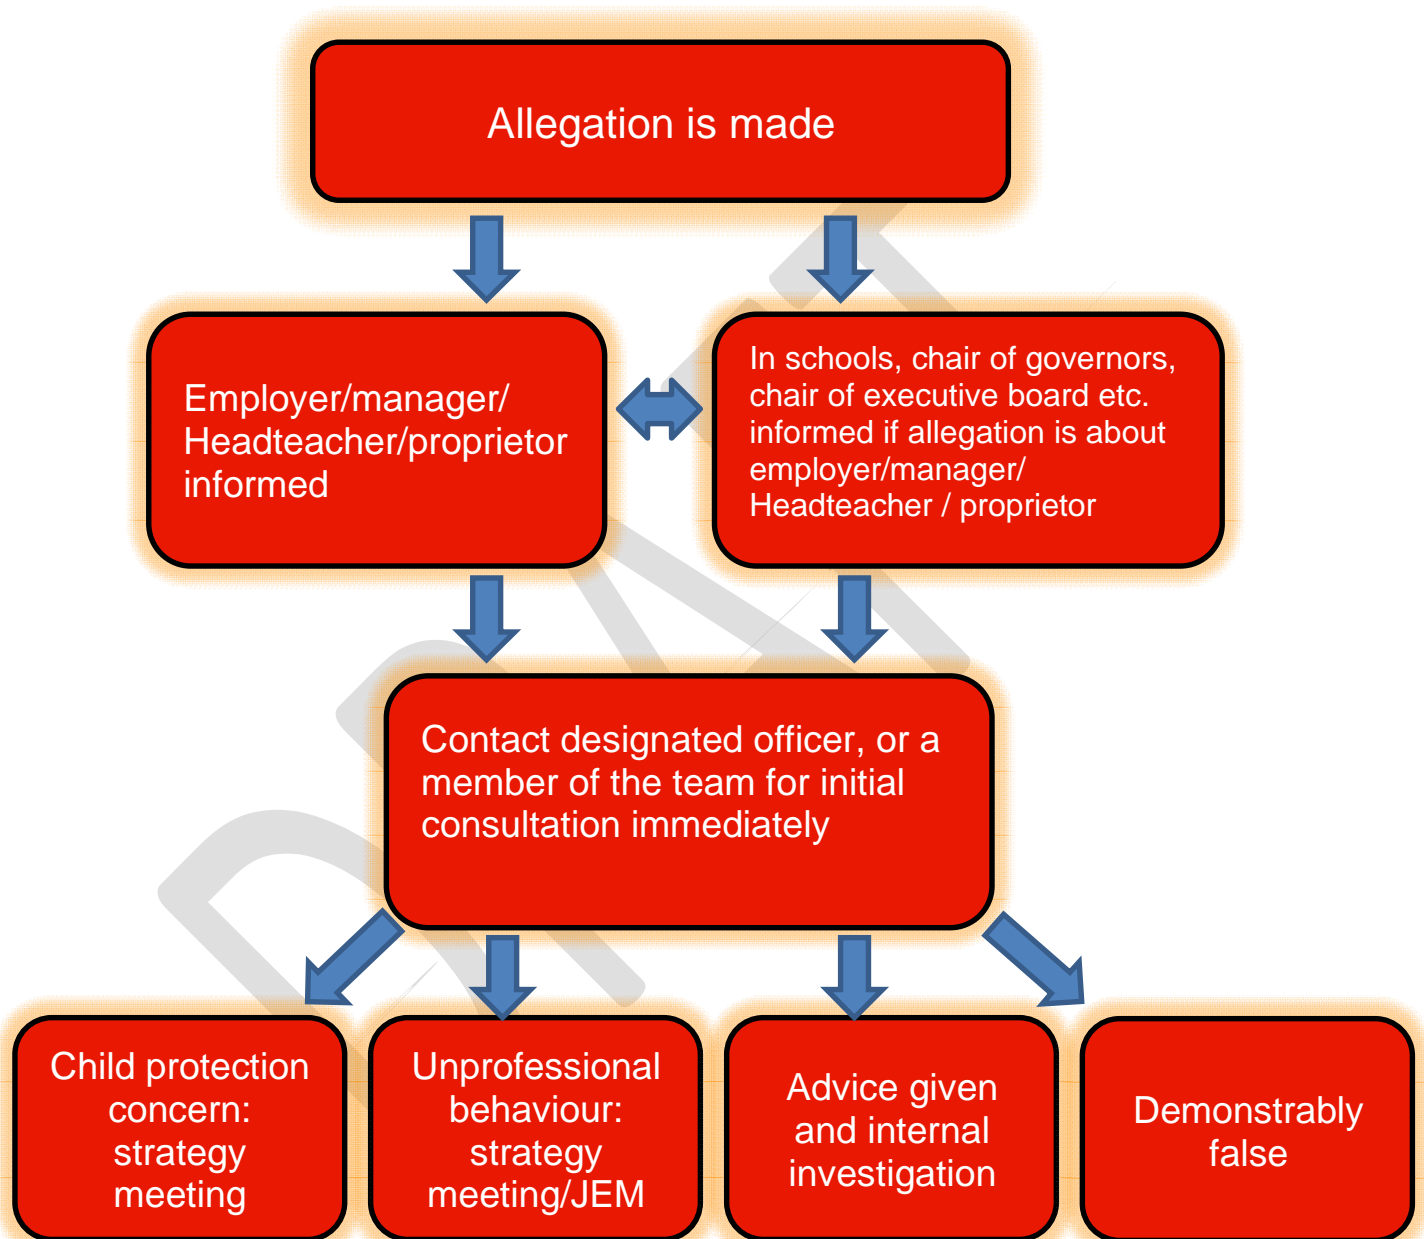 Allegation is made
Employer/manager/
Headteacher/proprietor
informed
In schools, chair of governors,
chair of executive board etc.
informed if allegation is about
employer/manager/
Headteacher / proprietor
Contact designated officer, or a
member of the team for initial
consultation immediately
Child protection
concern:
strategy
meeting
Unprofessional
behaviour:
strategy
meeting/JEM
Advice given
and internal
investigation
Demonstrably
false
DRAFT